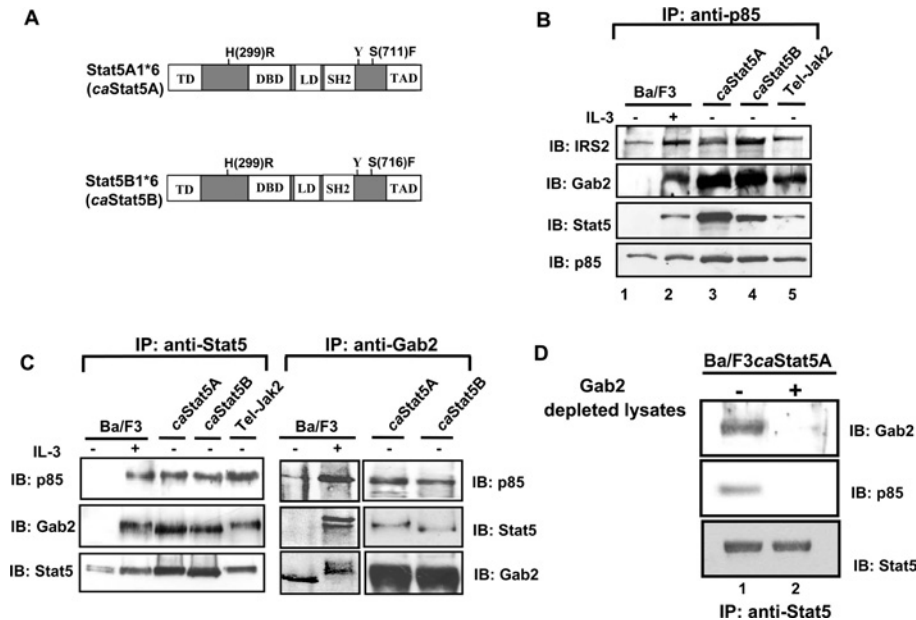 A
H(299)R
Y
S(711)F
Stat5A1*6
(caStat5A)
TD
DBD
LD
SH2
TAD
H(299)R
Y
S(716)F
Stat5B1*6
(caStat5B)
TD
DBD
LD
SH2
TAD
B
IP: anti-p85
Ba/F3
caStat5A
caStat5B
Tel-Jak2
IL-3
- + - - -
IB: IRS2
IB: Gab2
IB: Stat5
IB: p85
1 2 3 4 5
C
IP: anti-Stat5
Ba/F3
caStat5A
caStat5B
Tel-Jak2
IL-3
- + - - -
IB: p85
IB: Gab2
IB: Stat5
IP: anti-Gab2
Ba/F3
caStat5A
caStat5B
- + - -
IB: p85
IB: Stat5
IB: Gab2
D
Ba/F3caStat5A
Gab2
depleted lysates
- +
IB: Gab2
IB: p85
IB: Stat5
1 2
IP: anti-Stat5